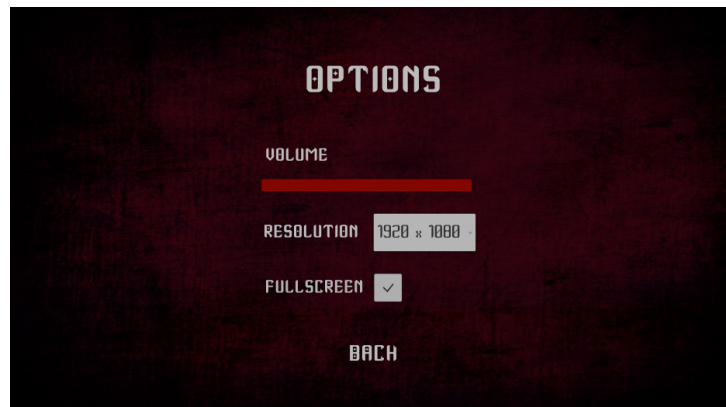 OPTIONS
VOLUME
RESOLUTION 1920 x 1080
FULLSCREEN
BACK